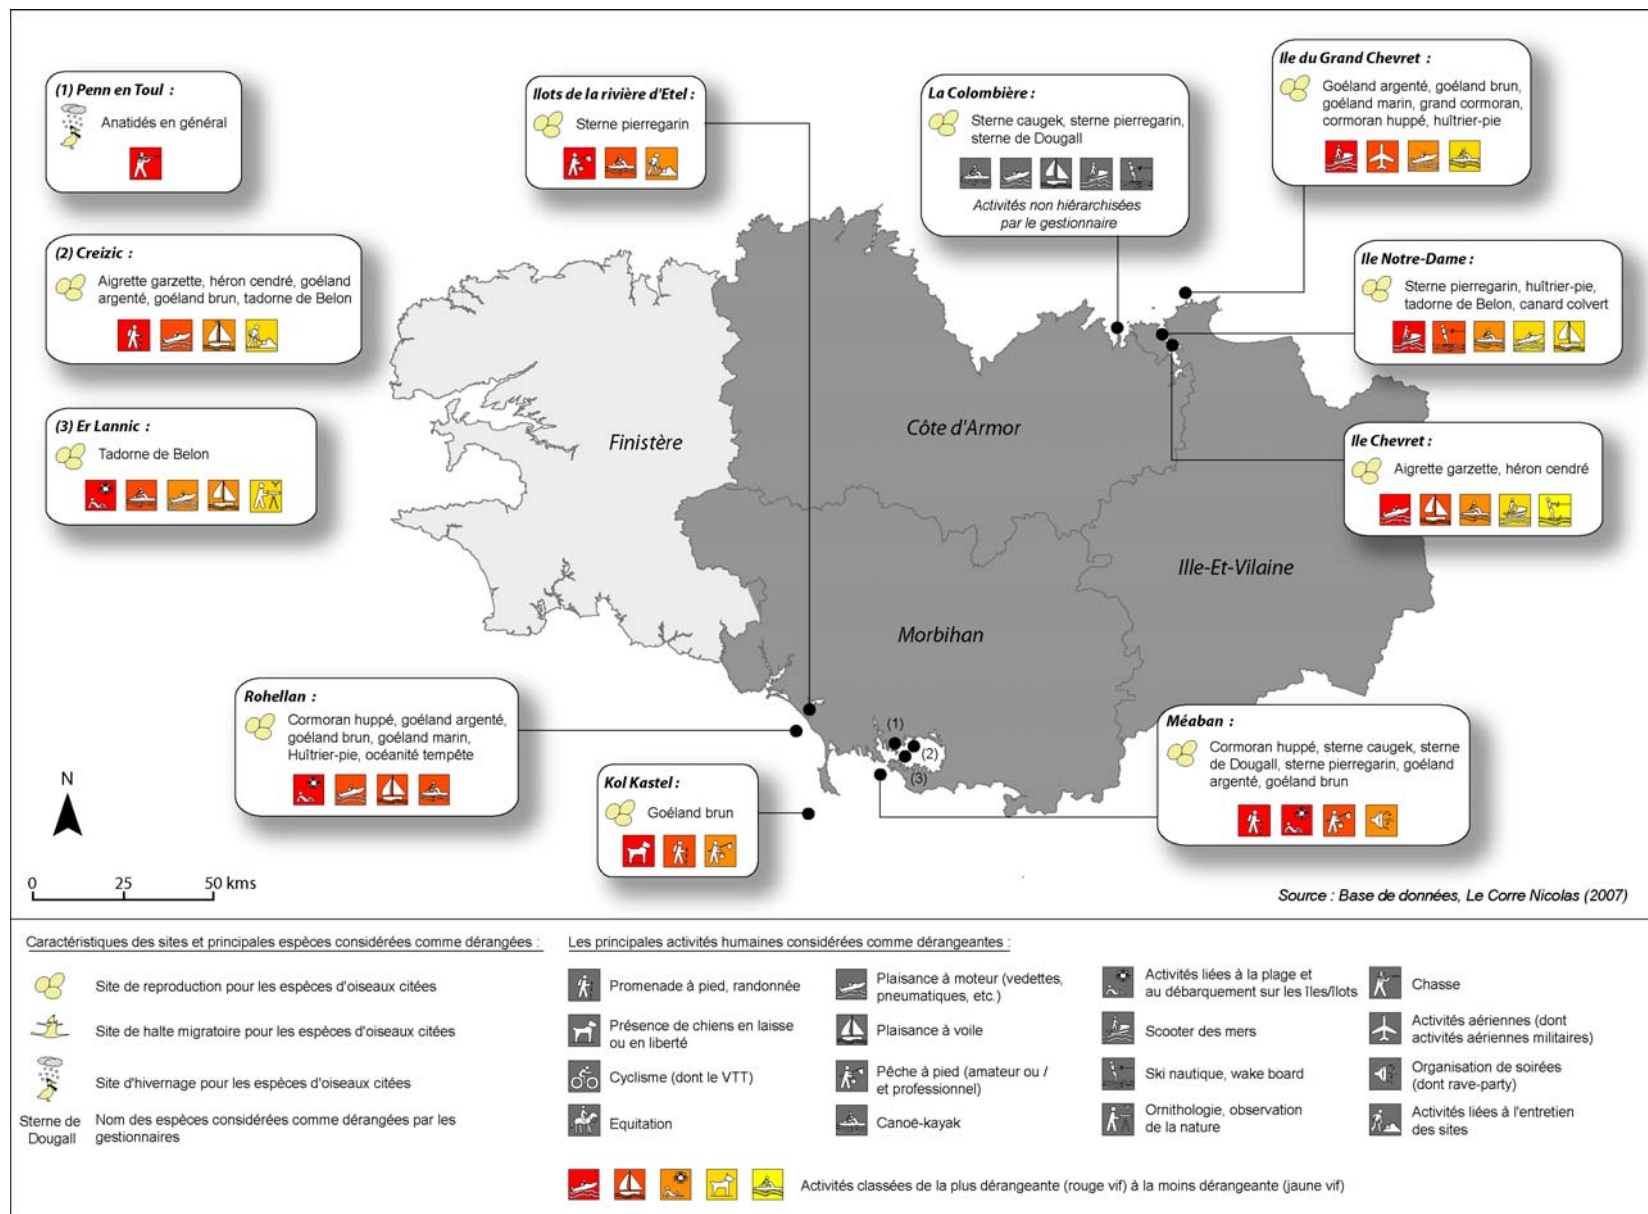 (1) Penn en Toul :
Anatidés en général
(2) Creizic :
Aigrette garzette, héron cendré, goéland
argenté, goéland brun, tadorne de Belon
(3) Er Lannic :
Tadorne de Belon
Ilots de la rivière d'Etel :
Sterne pierregarin
La Colombière :
Sterne caugek, sterne pierregarin,
sterne de Dougall
Activités non hiérarchisées
par le gestionnaire
Ile du Grand Chevret :
Goéland argenté, goéland brun,
goéland marin, grand cormoran,
cormoran huppé, huîtrier-pie
Ile Notre-Dame :
Sterne pierregarin, huîtrier-pie,
tadorne de Belon, canard colvert
Ile Chevret :
Aigrette garzette, héron cendré
Finistère
Côte d'Armor
Ille-Et-Vilaine
Morbihan
(1)
(2)
(3)
Rohellan :
Cormoran huppé, goéland argenté,
goéland brun, goéland marin,
Huîtrier-pie, océanité tempête
Kol Kastel :
Goéland brun
Méaban :
Cormoran huppé, sterne caugek, sterne
de Dougall, sterne pierregarin, goéland
argenté, goéland brun
N
0 25 50 kms
Source : Base de données, Le Corre Nicolas (2007)
Caractéristiques des sites et principales espèces considérées comme dérangées :
Site de reproduction pour les espèces d'oiseaux citées
Site de halte migratoire pour les espèces d'oiseaux citées
Site d'hivernage pour les espèces d'oiseaux citées
Sterne de
Dougall
Nom des espèces considérées comme dérangées par les
gestionnaires
Les principales activités humaines considérées comme dérangeantes :
Promenade à pied, randonnée
Présence de chiens en laisse
ou en liberté
Cyclisme (dont le VTT)
Equitation
Plaisance à moteur (vedettes,
pneumatiques, etc.)
Plaisance à voile
Pêche à pied (amateur ou /
et professionnel)
Canoë-kayak
Activités liées à la plage et
au débarquement sur les îles/îlots
Scooter des mers
Ski nautique, wake board
Ornithologie, observation
de la nature
Chasse
Activités aériennes (dont
activités aériennes militaires)
Organisation de soirées
(dont rave-party)
Activités liées à l'entretien
des sites
Activités classées de la plus dérangeante (rouge vif) à la moins dérangeante (jaune vif)